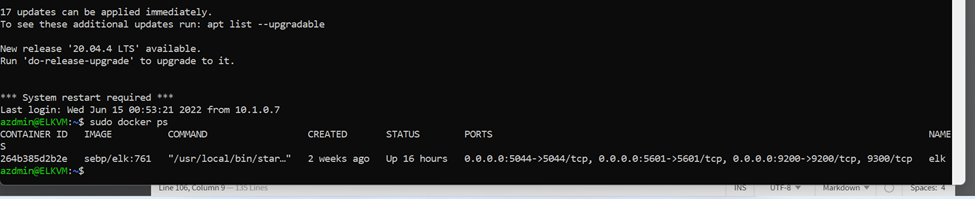 17 updates can be applied immediately.
To see these additional updates run: apt list --upgradable
New release '20.04.4 LTS' available.
Run 'do-release-upgrade' to upgrade to it.
*** System restart required ***
Last login: Wed Jun 15 00:53:21 2022 from 10.1.0.7
azdmin@ELKVM:~$ sudo docker ps
CONTAINER ID   IMAGE          COMMAND                  CREATED       STATUS        PORTS                                                                              NAME
S
264b385d2b2e   sebp/elk:761   "/usr/local/bin/star…"   2 weeks ago   Up 16 hours   0.0.0.0:5044->5044/tcp, 0.0.0.0:5601->5601/tcp, 0.0.0.0:9200->9200/tcp, 9300/tcp   elk
azdmin@ELKVM:~$
Line 106, Column 9 — 135 Lines INS UTF-8 Markdown Spaces: 4